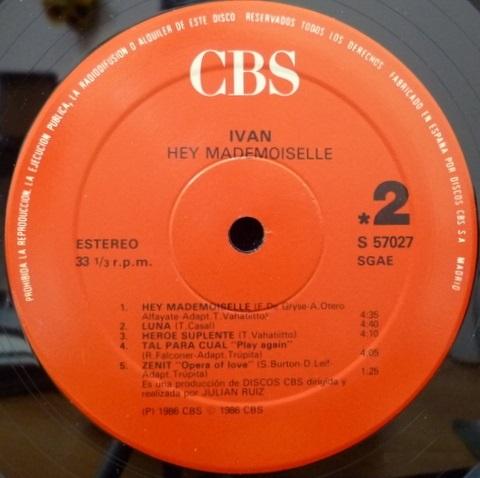 PROHIBIDA LA REPRODUCCION, LA EJECUCION PUBLICA, LA RADIODIFUSION O ALQUILER DE ESTE DISCO RESERVADOS TODOS LOS DERECHOS FABRICADO EN ESPAÑA POR DISCOS CBS S A MADRID
CBS
IVAN
HEY MADEMOISELLE
*2
ESTEREO
33 1/3 r.p.m.
S 57027
SGAE
1. HEY MADEMOISELLE (F. De Gryse-A. Otero
Alfayate-Adapt. T. Vahatiitto) 4:35
2. LUNA (T. Casal) 4:40
3. HEROE SUPLENTE (T. Vahatiitto) 4:10
4. TAL PARA CUAL "Play again"
(R. Falconer-Adapt. Trúpita) 4:05
5. ZENIT "Opera of love" (S. Burton-D. Leif-
Adapt. Trúpita) 1:25
Es una producción de DISCOS CBS dirigida y
realizada por JULIAN RUIZ
(P) 1986 CBS © 1986 CBS